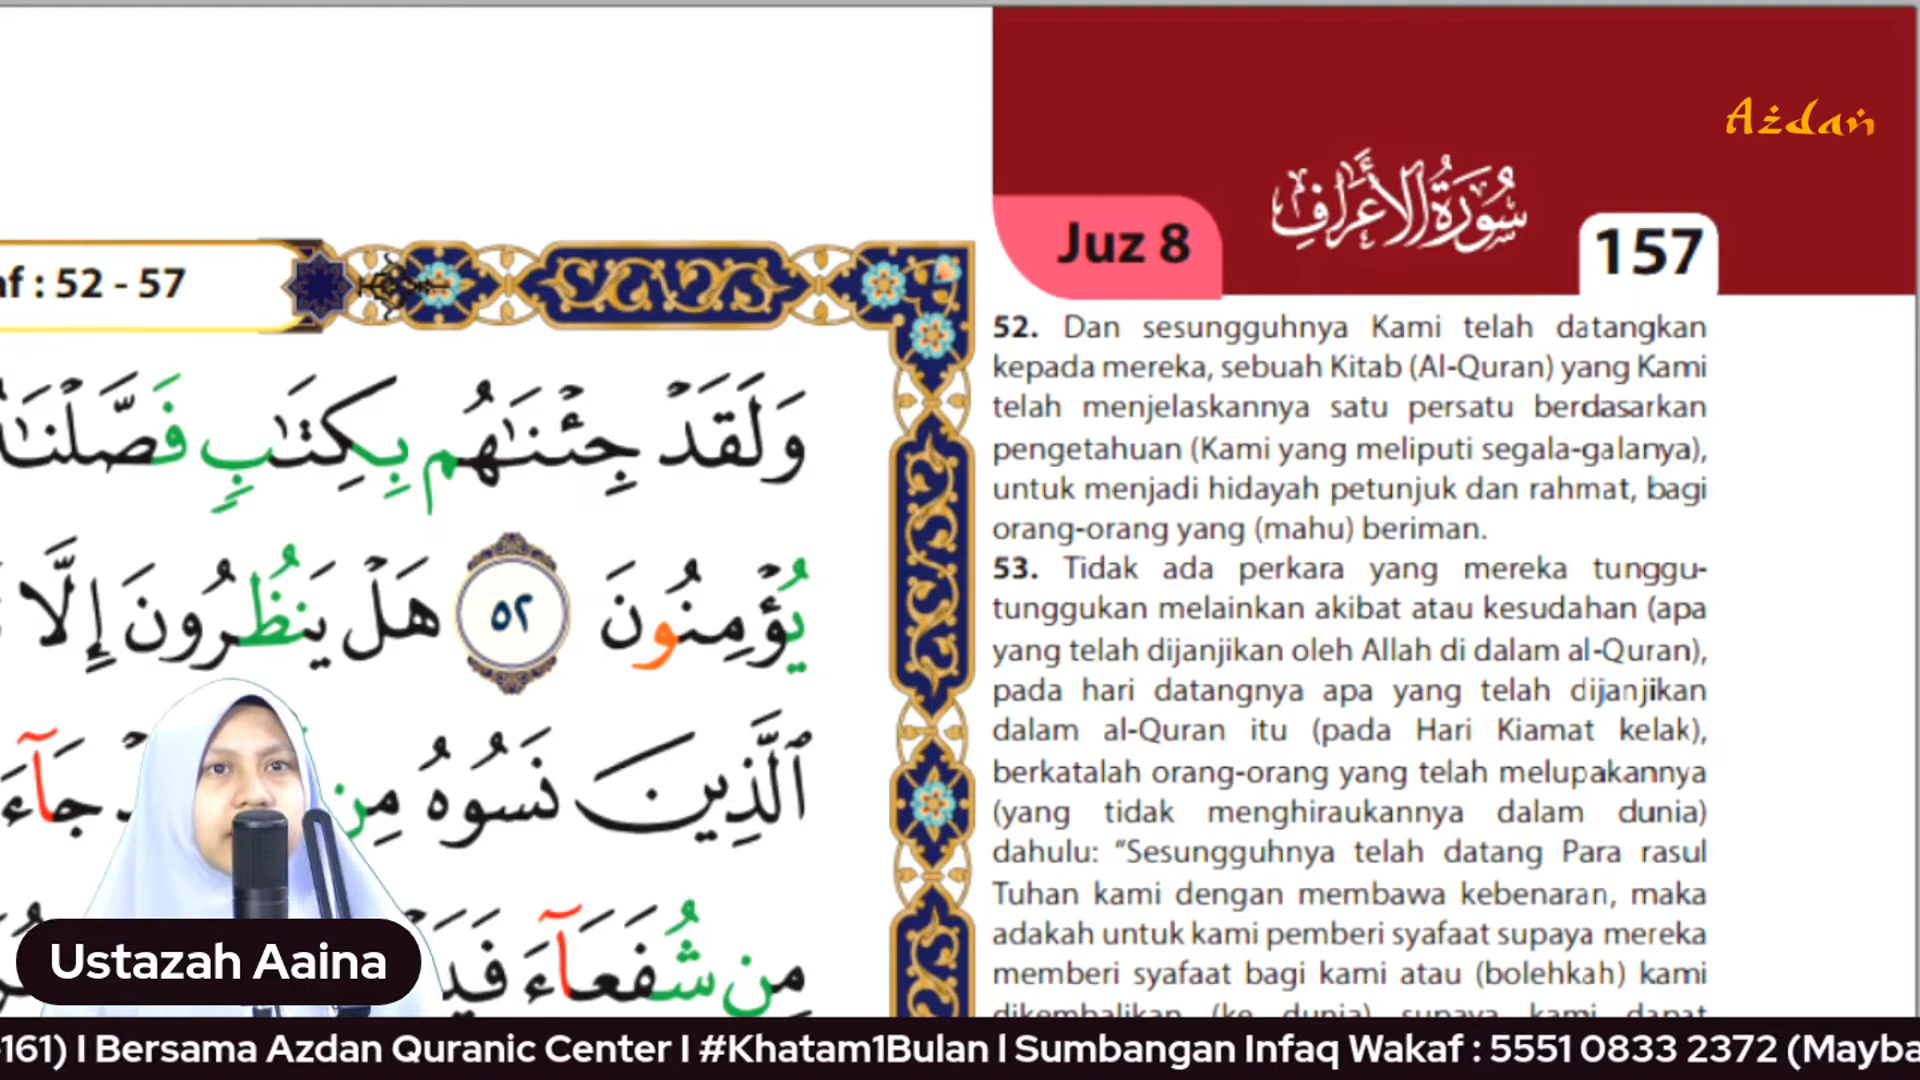 Azdan
سُورَةُ الأَعْرَافِ
Juz 8
157
: 52 - 57
وَلَقَدْ جِئْنَٰهُم بِكِتَٰبٍ فَصَّلْنَٰ
يُؤْمِنُونَ ٥٢ هَلْ يَنظُرُونَ إِلَّا
ٱلَّذِينَ نَسُوهُ مِن جَآءَ
مِن شُفَعَآءَ
52. Dan sesungguhnya Kami telah datangkan
kepada mereka, sebuah Kitab (Al-Quran) yang Kami
telah menjelaskannya satu persatu berdasarkan
pengetahuan (Kami yang meliputi segala-galanya),
untuk menjadi hidayah petunjuk dan rahmat, bagi
orang-orang yang (mahu) beriman.
53. Tidak ada perkara yang mereka tunggu-
tunggukan melainkan akibat atau kesudahan (apa
yang telah dijanjikan oleh Allah di dalam al-Quran),
pada hari datangnya apa yang telah dijanjikan
dalam al-Quran itu (pada Hari Kiamat kelak),
berkatalah orang-orang yang telah melupakannya
(yang tidak menghiraukannya dalam dunia)
dahulu: "Sesungguhnya telah datang Para rasul
Tuhan kami dengan membawa kebenaran, maka
adakah untuk kami pemberi syafaat supaya mereka
memberi syafaat bagi kami atau (bolehkah) kami
dikembalikan (ke dunia) supaya kami dapat
Ustazah Aaina
161) I Bersama Azdan Quranic Center I #Khatam1Bulan I Sumbangan Infaq Wakaf : 5551 0833 2372 (Mayba